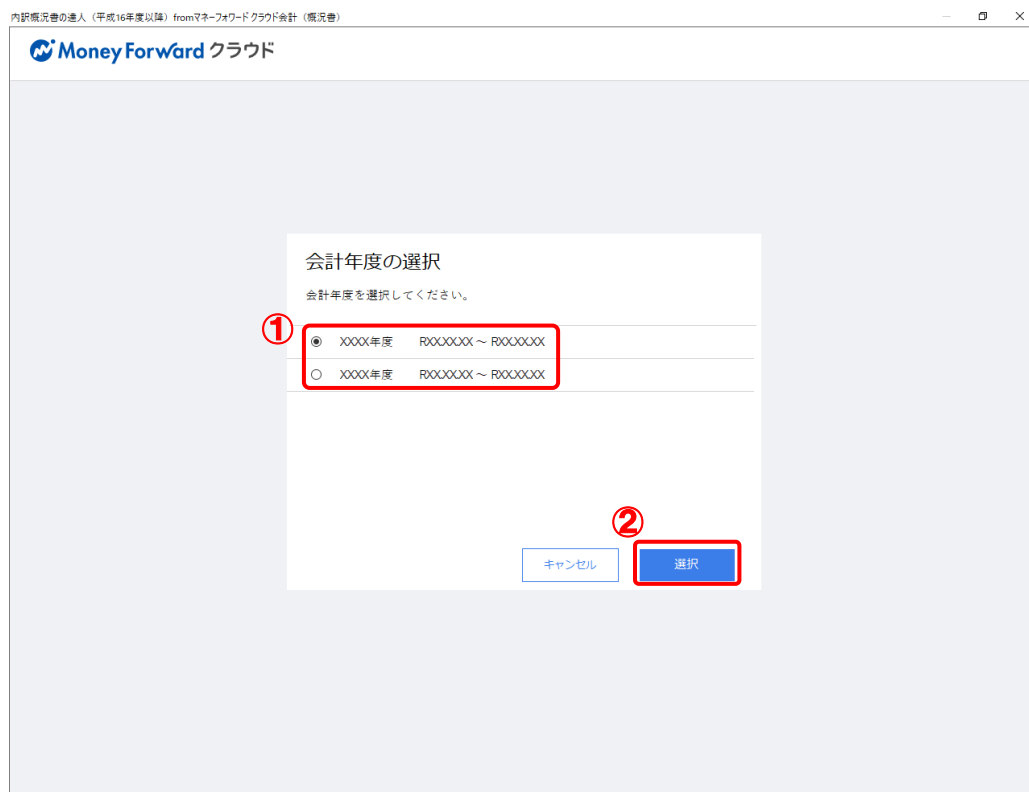 内訳概況書の達人（平成16年度以降）fromマネーフォワード クラウド会計（概況書）
Money Forward クラウド
会計年度の選択
会計年度を選択してください。
①
XXXX年度 RXXXXXX ～ RXXXXXX
XXXX年度 RXXXXXX ～ RXXXXXX
②
キャンセル 選択